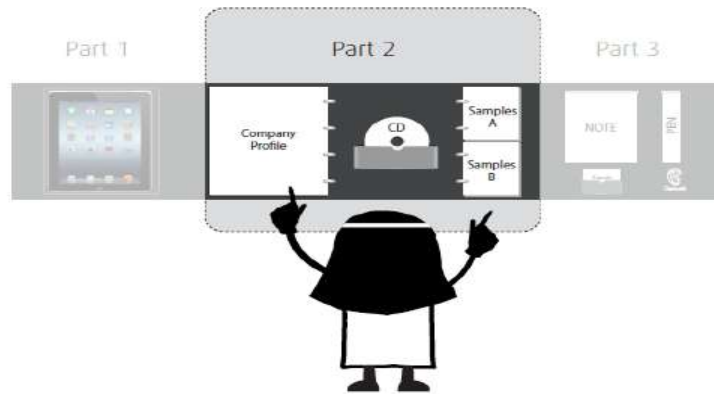 Part 1
Part 2
Part 3
Company
Profile
CD
Samples
A
Samples
B
NOTE
PEN